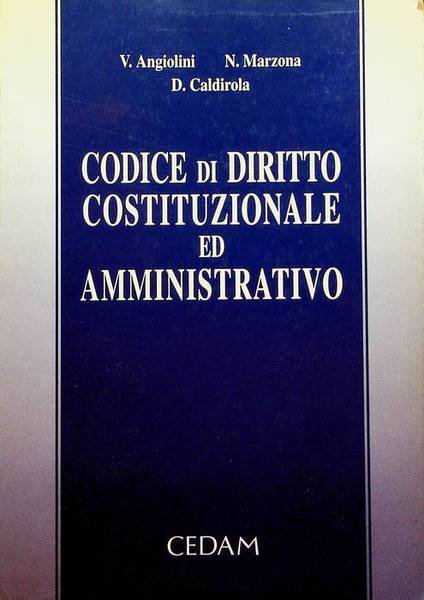 V. Angiolini N. Marzona
D. Caldirola
CODICE DI DIRITTO
COSTITUZIONALE
ED
AMMINISTRATIVO
CEDAM